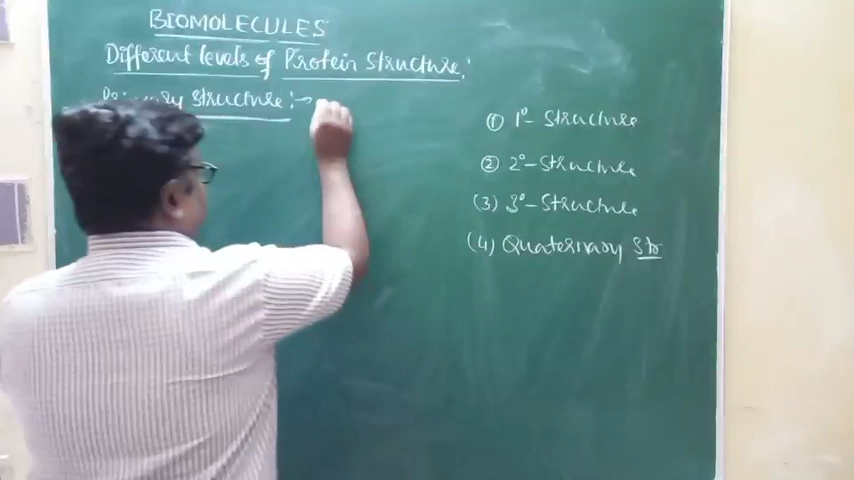 BIOMOLECULES
Different levels of Protein Structure:
Primary Structure :→
① 1°- Structure
② 2°- Structure
(3) 3°- Structure
(4) Quaternary Str